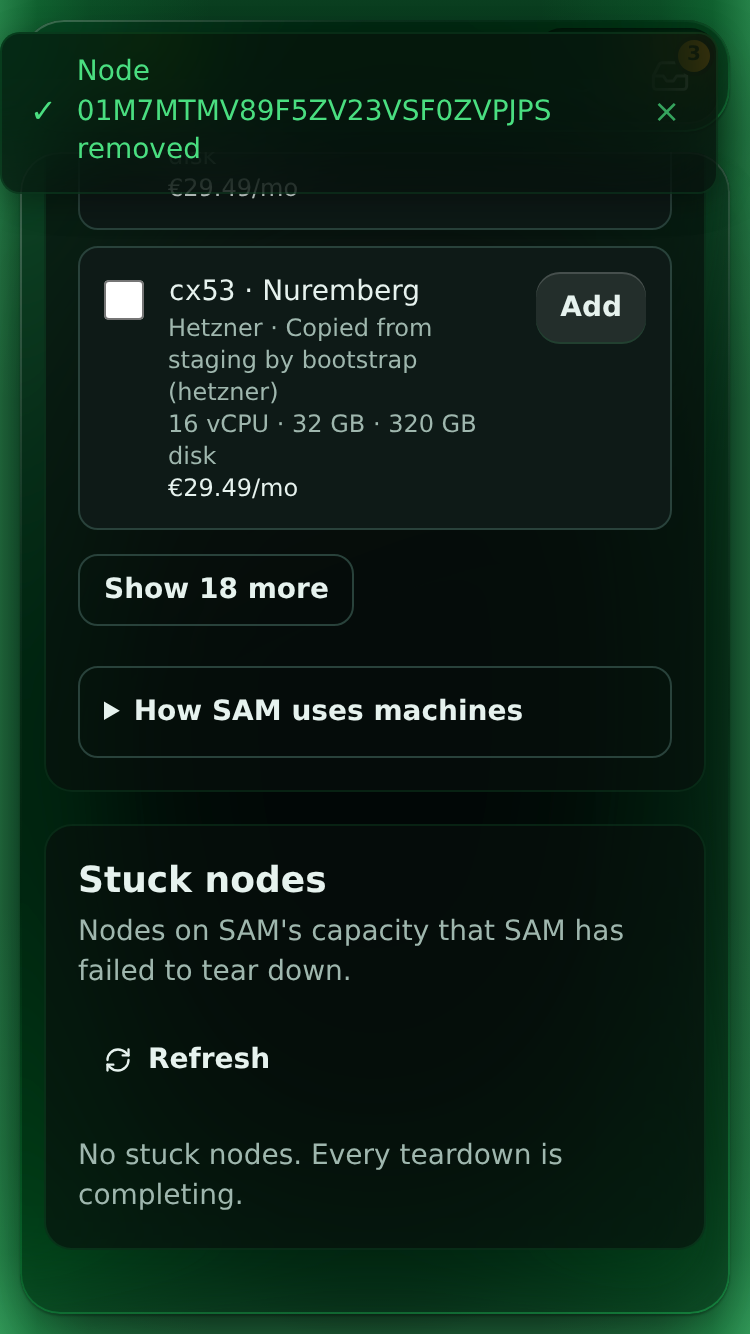 3
Node
✓ 01M7MTMV89F5ZV23VSF0ZVPJPS ×
removed
disk
€29.49/mo
cx53 · Nuremberg
Add
Hetzner · Copied from
staging by bootstrap
(hetzner)
16 vCPU · 32 GB · 320 GB
disk
€29.49/mo
Show 18 more
▶ How SAM uses machines
Stuck nodes
Nodes on SAM's capacity that SAM has
failed to tear down.
Refresh
No stuck nodes. Every teardown is
completing.